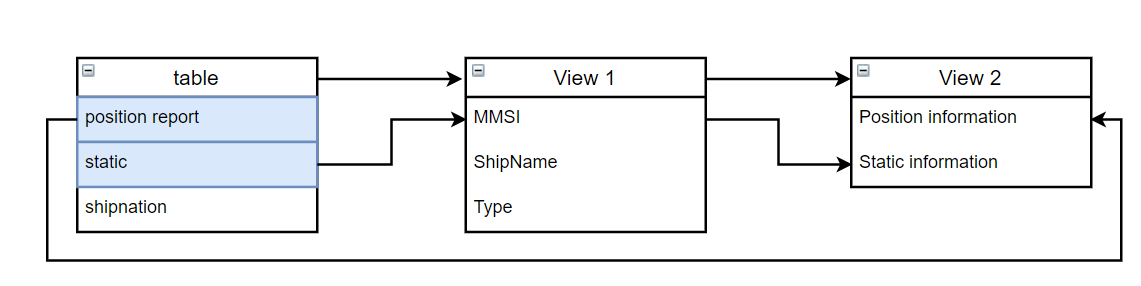 table
position report
static
shipnation
View 1
MMSI
ShipName
Type
View 2
Position information
Static information